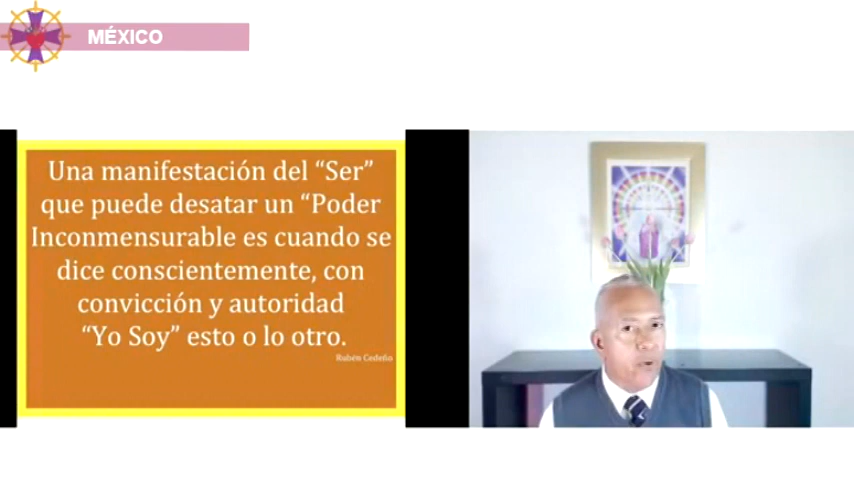 MÉXICO
Una manifestación del “Ser”
que puede desatar un “Poder
Inconmensurable es cuando se
dice conscientemente, con
convicción y autoridad
“Yo Soy” esto o lo otro.
Rubén Cedeño